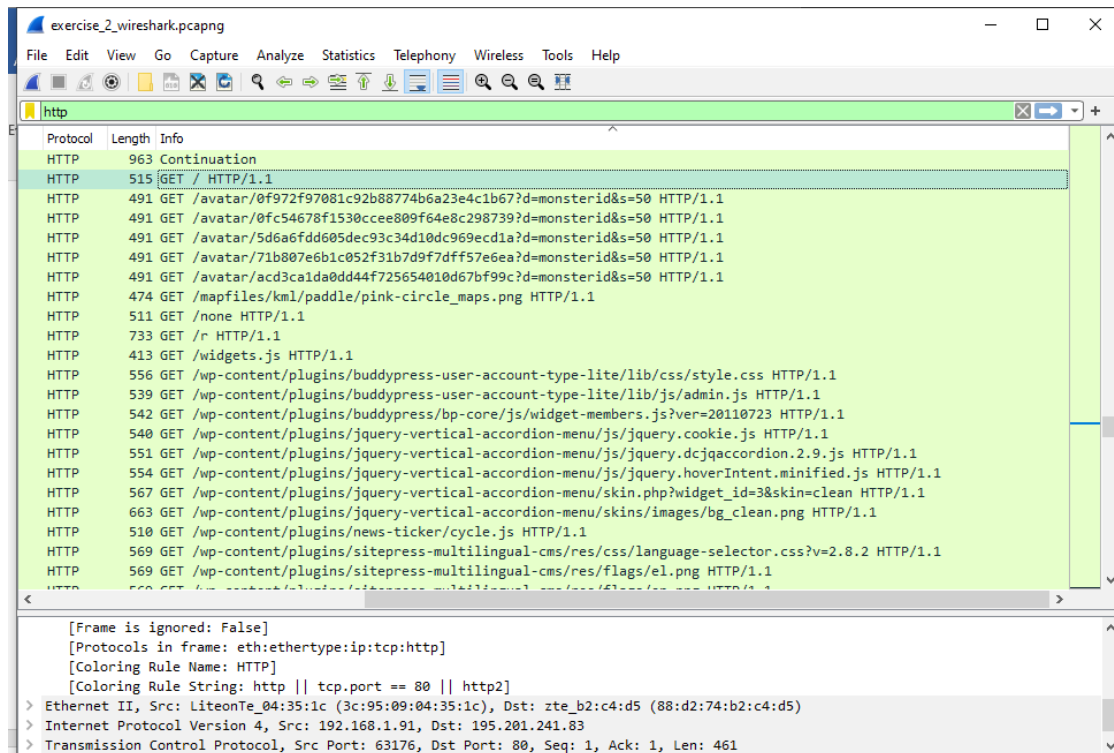 exercise_2_wireshark.pcapng
File Edit View Go Capture Analyze Statistics Telephony Wireless Tools Help
http
Protocol Length Info
HTTP 963 Continuation
HTTP 515 GET / HTTP/1.1
HTTP 491 GET /avatar/0f972f97081c92b88774b6a23e4c1b67?d=monsterid&s=50 HTTP/1.1
HTTP 491 GET /avatar/0fc54678f1530ccee809f64e8c298739?d=monsterid&s=50 HTTP/1.1
HTTP 491 GET /avatar/5d6a6fdd605dec93c34d10dc969ecd1a?d=monsterid&s=50 HTTP/1.1
HTTP 491 GET /avatar/71b807e6b1c052f31b7d9f7dff57e6ea?d=monsterid&s=50 HTTP/1.1
HTTP 491 GET /avatar/acd3ca1da0dd44f725654010d67bf99c?d=monsterid&s=50 HTTP/1.1
HTTP 474 GET /mapfiles/kml/paddle/pink-circle_maps.png HTTP/1.1
HTTP 511 GET /none HTTP/1.1
HTTP 733 GET /r HTTP/1.1
HTTP 413 GET /widgets.js HTTP/1.1
HTTP 556 GET /wp-content/plugins/buddypress-user-account-type-lite/lib/css/style.css HTTP/1.1
HTTP 539 GET /wp-content/plugins/buddypress-user-account-type-lite/lib/js/admin.js HTTP/1.1
HTTP 542 GET /wp-content/plugins/buddypress/bp-core/js/widget-members.js?ver=20110723 HTTP/1.1
HTTP 540 GET /wp-content/plugins/jquery-vertical-accordion-menu/js/jquery.cookie.js HTTP/1.1
HTTP 551 GET /wp-content/plugins/jquery-vertical-accordion-menu/js/jquery.dcjqaccordion.2.9.js HTTP/1.1
HTTP 554 GET /wp-content/plugins/jquery-vertical-accordion-menu/js/jquery.hoverIntent.minified.js HTTP/1.1
HTTP 567 GET /wp-content/plugins/jquery-vertical-accordion-menu/skin.php?widget_id=3&skin=clean HTTP/1.1
HTTP 663 GET /wp-content/plugins/jquery-vertical-accordion-menu/skins/images/bg_clean.png HTTP/1.1
HTTP 510 GET /wp-content/plugins/news-ticker/cycle.js HTTP/1.1
HTTP 569 GET /wp-content/plugins/sitepress-multilingual-cms/res/css/language-selector.css?v=2.8.2 HTTP/1.1
HTTP 569 GET /wp-content/plugins/sitepress-multilingual-cms/res/flags/el.png HTTP/1.1
[Frame is ignored: False]
[Protocols in frame: eth:ethertype:ip:tcp:http]
[Coloring Rule Name: HTTP]
[Coloring Rule String: http || tcp.port == 80 || http2]
Ethernet II, Src: LiteonTe_04:35:1c (3c:95:09:04:35:1c), Dst: zte_b2:c4:d5 (88:d2:74:b2:c4:d5)
Internet Protocol Version 4, Src: 192.168.1.91, Dst: 195.201.241.83
Transmission Control Protocol, Src Port: 63176, Dst Port: 80, Seq: 1, Ack: 1, Len: 461